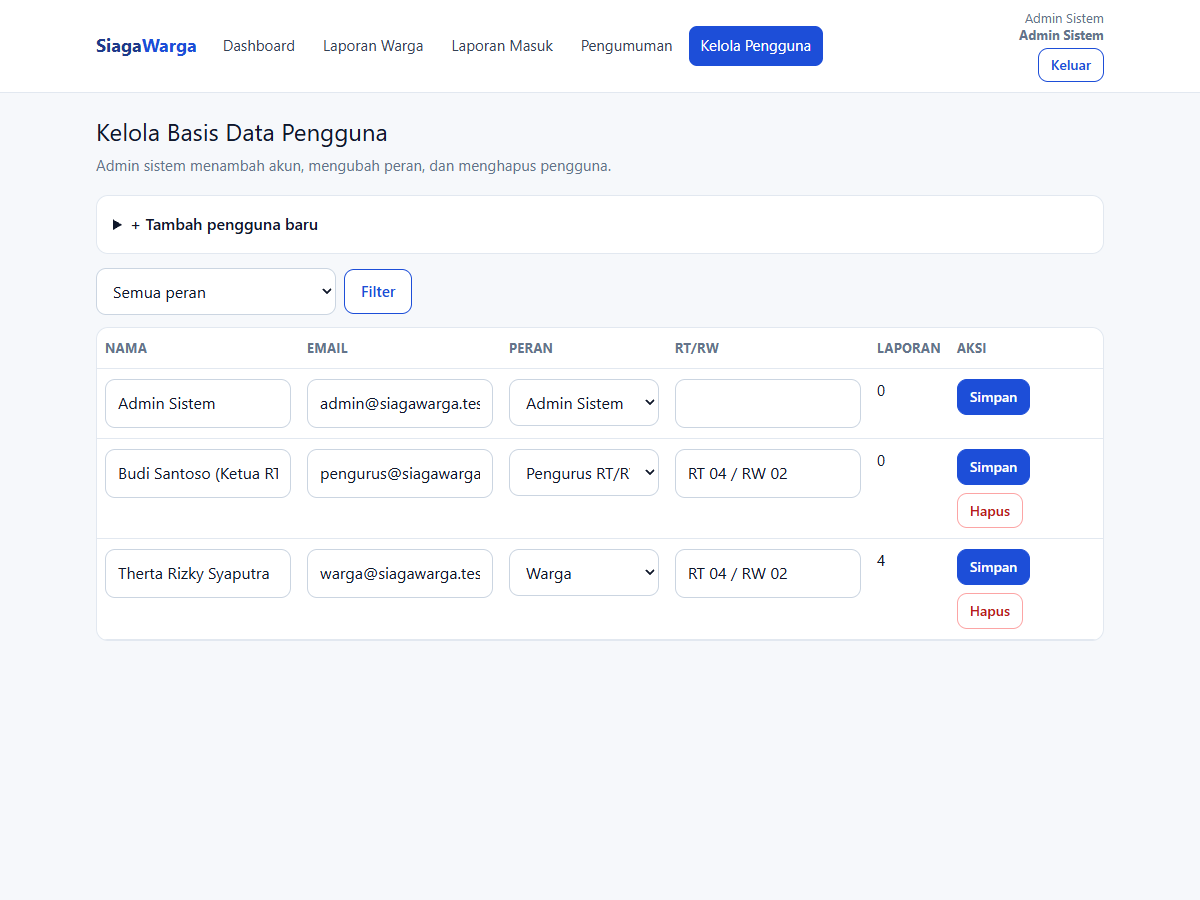 SiagaWarga Dashboard Laporan Warga Laporan Masuk Pengumuman Kelola Pengguna
Admin Sistem
Admin Sistem
Keluar
Kelola Basis Data Pengguna
Admin sistem menambah akun, mengubah peran, dan menghapus pengguna.
+ Tambah pengguna baru
Semua peran Filter
NAMA EMAIL PERAN RT/RW LAPORAN AKSI
Admin Sistem admin@siagawarga.tes Admin Sistem 0 Simpan
Budi Santoso (Ketua RT pengurus@siagawarga Pengurus RT/R RT 04 / RW 02 0 Simpan
Hapus
Therta Rizky Syaputra warga@siagawarga.tes Warga RT 04 / RW 02 4 Simpan
Hapus